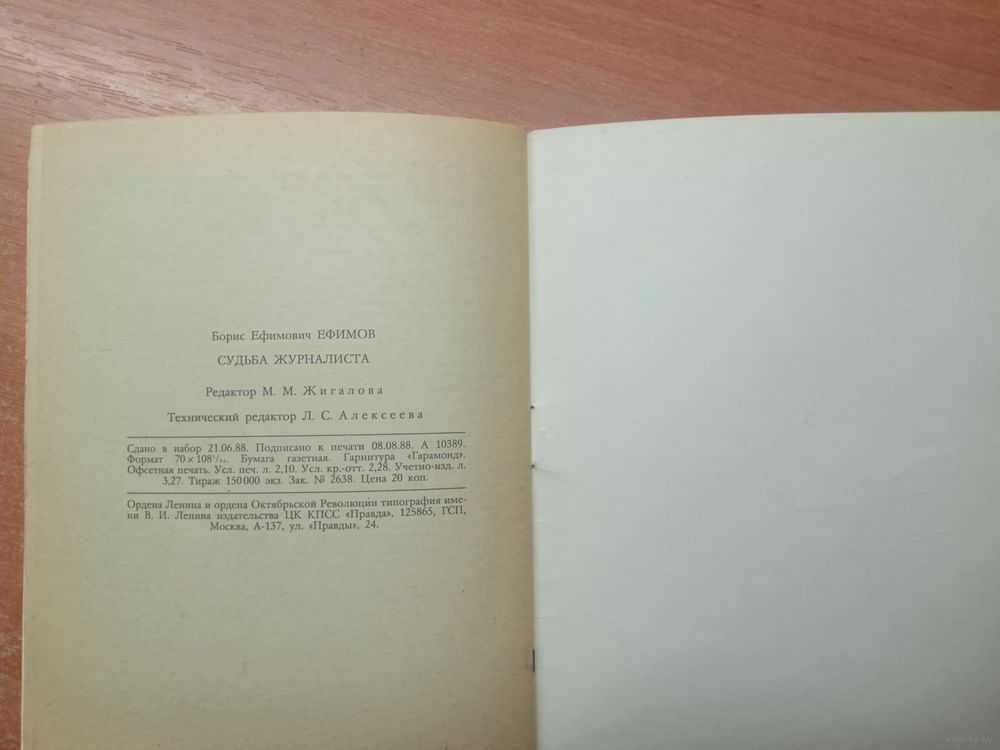 Борис Ефимович ЕФИМОВ
СУДЬБА ЖУРНАЛИСТА
Редактор М. М. Жигалова
Технический редактор Л. С. Алексеева
Сдано в набор 21.06.88. Подписано к печати 08.08.88. А 10389.
Формат 70×108¹/₃₂. Бумага газетная. Гарнитура «Гарамонд».
Офсетная печать. Усл. печ. л. 2,10. Усл. кр.-отт. 2,28. Учетно-изд. л.
3,27. Тираж 150 000 экз. Зак. № 2638. Цена 20 коп.
Ордена Ленина и ордена Октябрьской Революции типография име-
ни В. И. Ленина издательства ЦК КПСС «Правда», 125865, ГСП,
Москва, А-137, ул. «Правды», 24.
www.ay.by